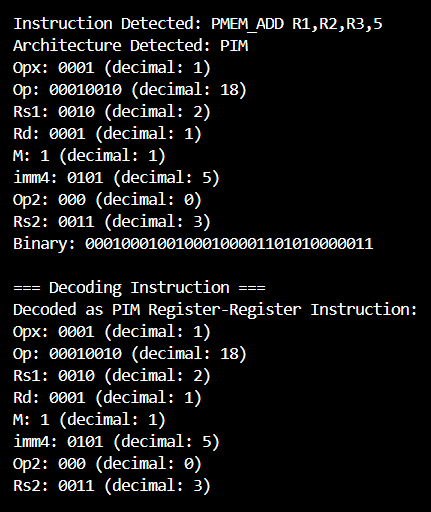 Instruction Detected: PMEM_ADD R1,R2,R3,5
Architecture Detected: PIM
Opx: 0001 (decimal: 1)
Op: 00010010 (decimal: 18)
Rs1: 0010 (decimal: 2)
Rd: 0001 (decimal: 1)
M: 1 (decimal: 1)
imm4: 0101 (decimal: 5)
Op2: 000 (decimal: 0)
Rs2: 0011 (decimal: 3)
Binary: 00010001001000100001101010000011
=== Decoding Instruction ===
Decoded as PIM Register-Register Instruction:
Opx: 0001 (decimal: 1)
Op: 00010010 (decimal: 18)
Rs1: 0010 (decimal: 2)
Rd: 0001 (decimal: 1)
M: 1 (decimal: 1)
imm4: 0101 (decimal: 5)
Op2: 000 (decimal: 0)
Rs2: 0011 (decimal: 3)